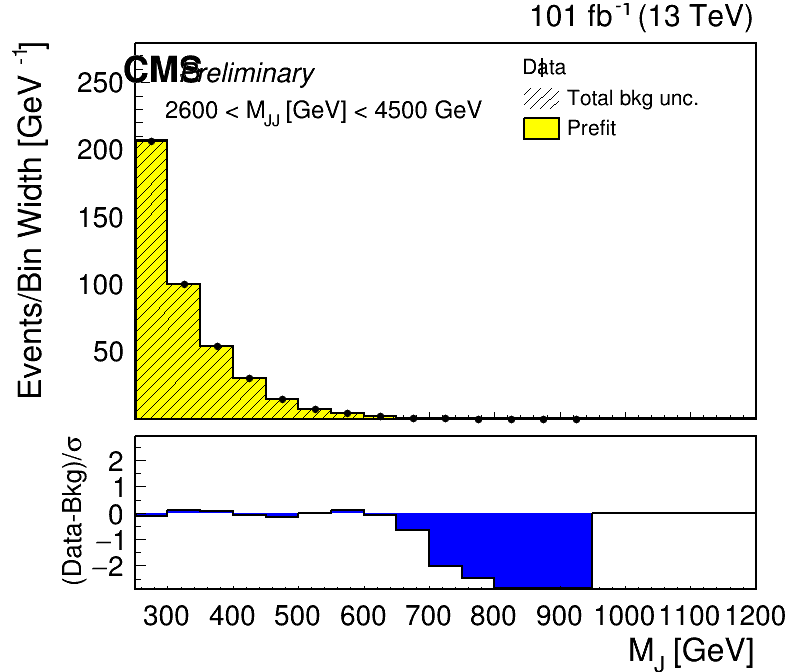 101 fb⁻¹ (13 TeV)
Events/Bin Width [GeV⁻¹]
CMS Preliminary
2600 < M_JJ [GeV] < 4500 GeV
Data
Total bkg unc.
Prefit
250
200
150
100
50
(Data-Bkg)/σ
2
1
0
−1
−2
300 400 500 600 700 800 900 1000 1100 1200
M_J [GeV]